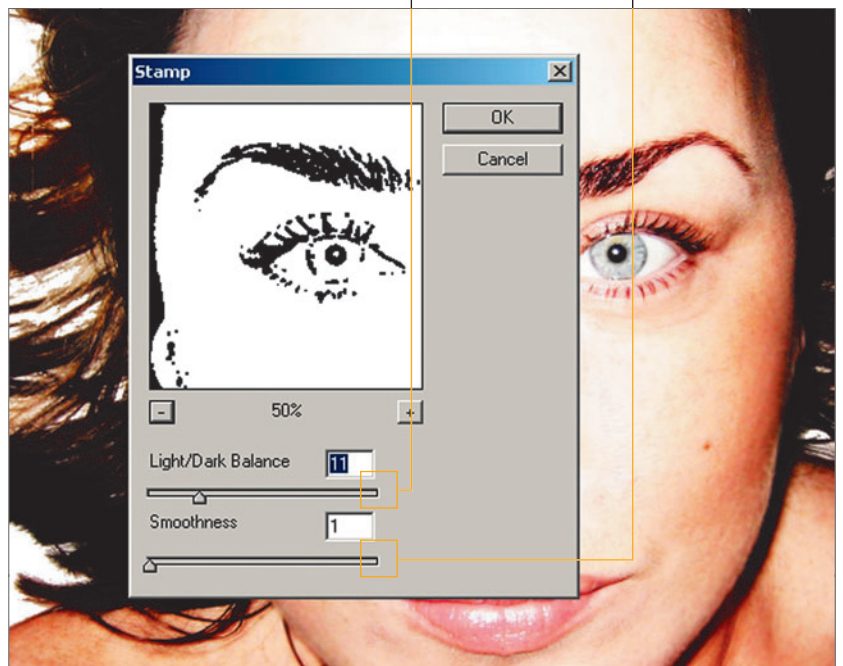 Stamp
OK
Cancel
- 50% +
Light/Dark Balance 11
Smoothness 1